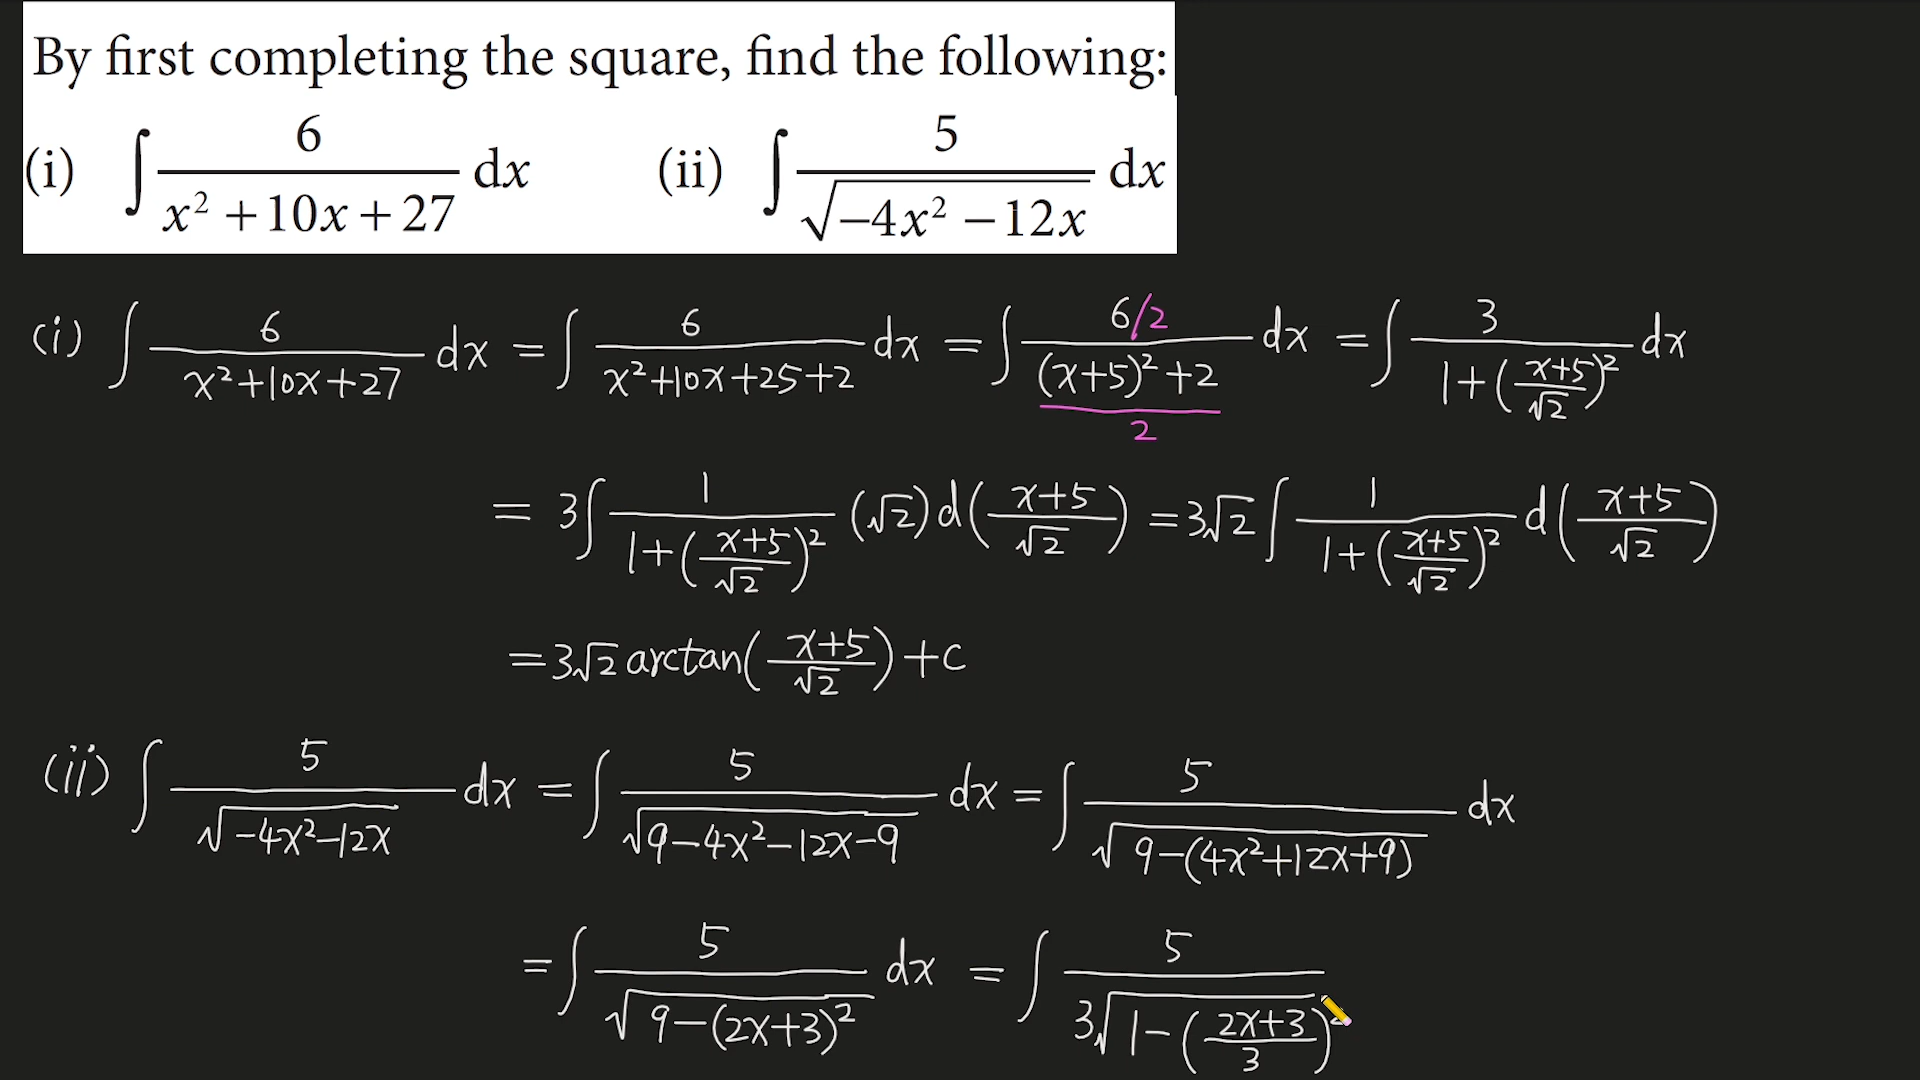 By first completing the square, find the following:
(i) ∫ 6/(x² + 10x + 27) dx (ii) ∫ 5/√(−4x² − 12x) dx
(i) ∫ 6/(x²+10x+27) dx = ∫ 6/(x²+10x+25+2) dx = ∫ (6/2)/(((x+5)²+2)/2) dx = ∫ 3/(1+((x+5)/√2)²) dx
= 3∫ 1/(1+((x+5)/√2)²) (√2) d((x+5)/√2) = 3√2 ∫ 1/(1+((x+5)/√2)²) d((x+5)/√2)
= 3√2 arctan((x+5)/√2) + c
(ii) ∫ 5/√(−4x²−12x) dx = ∫ 5/√(9−4x²−12x−9) dx = ∫ 5/√(9−(4x²+12x+9)) dx
= ∫ 5/√(9−(2x+3)²) dx = ∫ 5/(3√(1−((2x+3)/3)²))